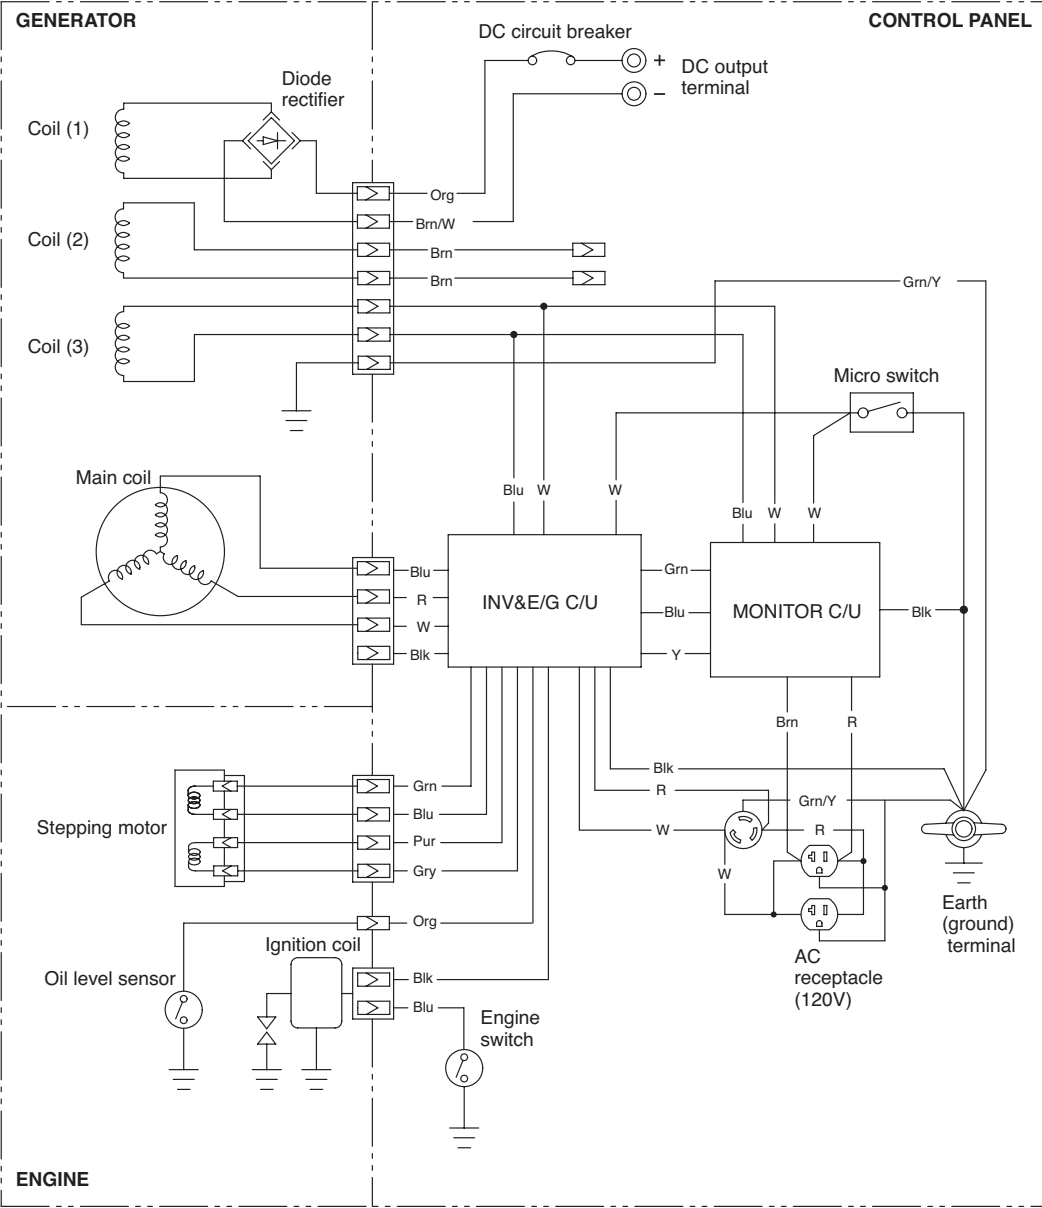 GENERATOR
CONTROL PANEL
DC circuit breaker
+
DC output
terminal
–
Diode
rectifier
Coil (1)
Org
Brn/W
Coil (2)
Brn
Brn
Grn/Y
Coil (3)
Micro switch
Main coil
Blu
W
W
Blu
W
W
Blu
R
W
Blk
INV&E/G C/U
Grn
Blu
Y
MONITOR C/U
Blk
Brn
R
Blk
R
Grn/Y
W
R
W
Stepping motor
Grn
Blu
Pur
Gry
Org
Earth
(ground)
terminal
AC
receptacle
(120V)
Ignition coil
Oil level sensor
Blk
Blu
Engine
switch
ENGINE